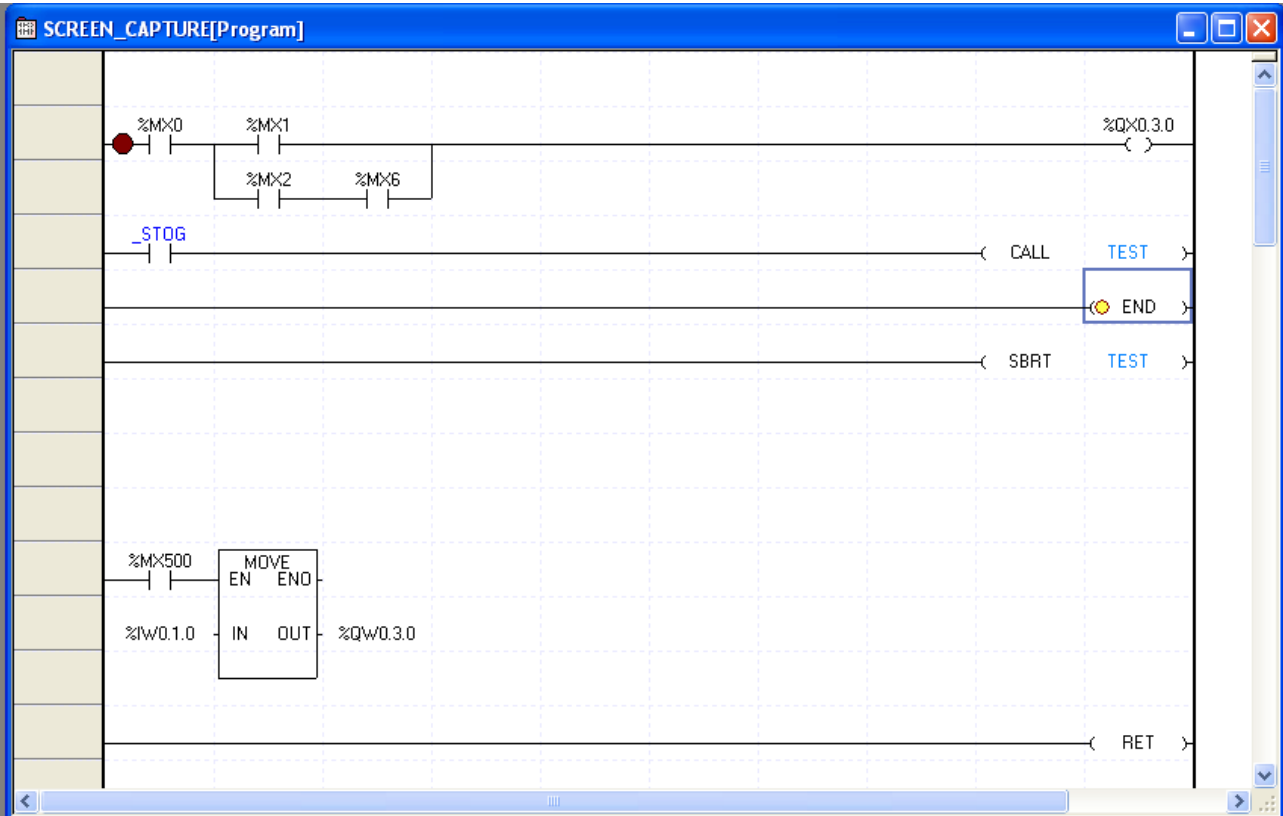 SCREEN_CAPTURE[Program]
%MX0 %MX1 %QX0.3.0
%MX2 %MX6
_STOG
CALL TEST
END
SBRT TEST
%MX500 MOVE
EN ENO
%IW0.1.0 IN OUT %QW0.3.0
RET